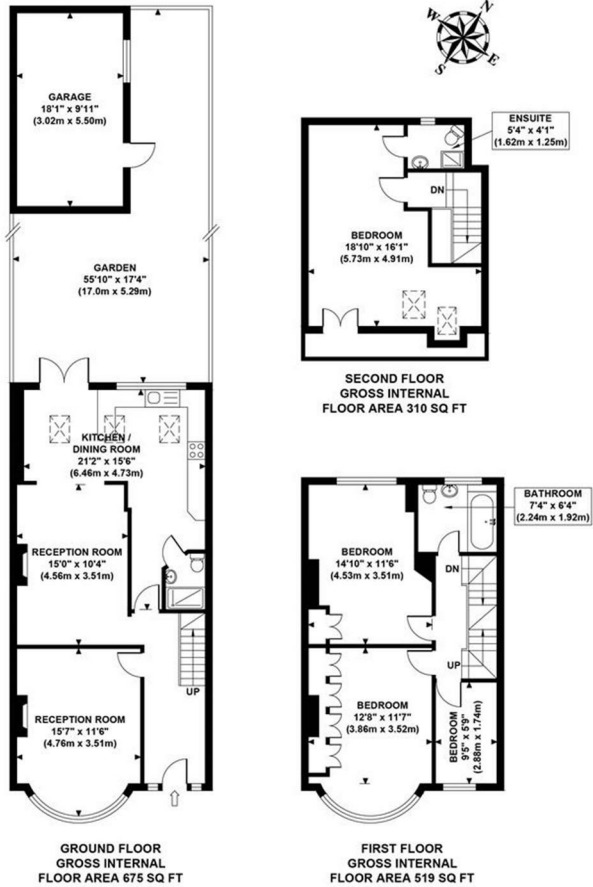 GARAGE
18'1" x 9'11"
(3.02m x 5.50m)
N
W
E
S
ENSUITE
5'4" x 4'1"
(1.62m x 1.25m)
DN
BEDROOM
18'10" x 16'1"
(5.73m x 4.91m)
GARDEN
55'10" x 17'4"
(17.0m x 5.29m)
SECOND FLOOR
GROSS INTERNAL
FLOOR AREA 310 SQ FT
KITCHEN /
DINING ROOM
21'2" x 15'6"
(6.46m x 4.73m)
RECEPTION ROOM
15'0" x 10'4"
(4.56m x 3.51m)
UP
RECEPTION ROOM
15'7" x 11'6"
(4.76m x 3.51m)
GROUND FLOOR
GROSS INTERNAL
FLOOR AREA 675 SQ FT
BATHROOM
7'4" x 6'4"
(2.24m x 1.92m)
BEDROOM
14'10" x 11'6"
(4.53m x 3.51m)
DN
UP
BEDROOM
12'8" x 11'7"
(3.86m x 3.52m)
BEDROOM
9'5" x 5'9"
(2.88m x 1.74m)
FIRST FLOOR
GROSS INTERNAL
FLOOR AREA 519 SQ FT